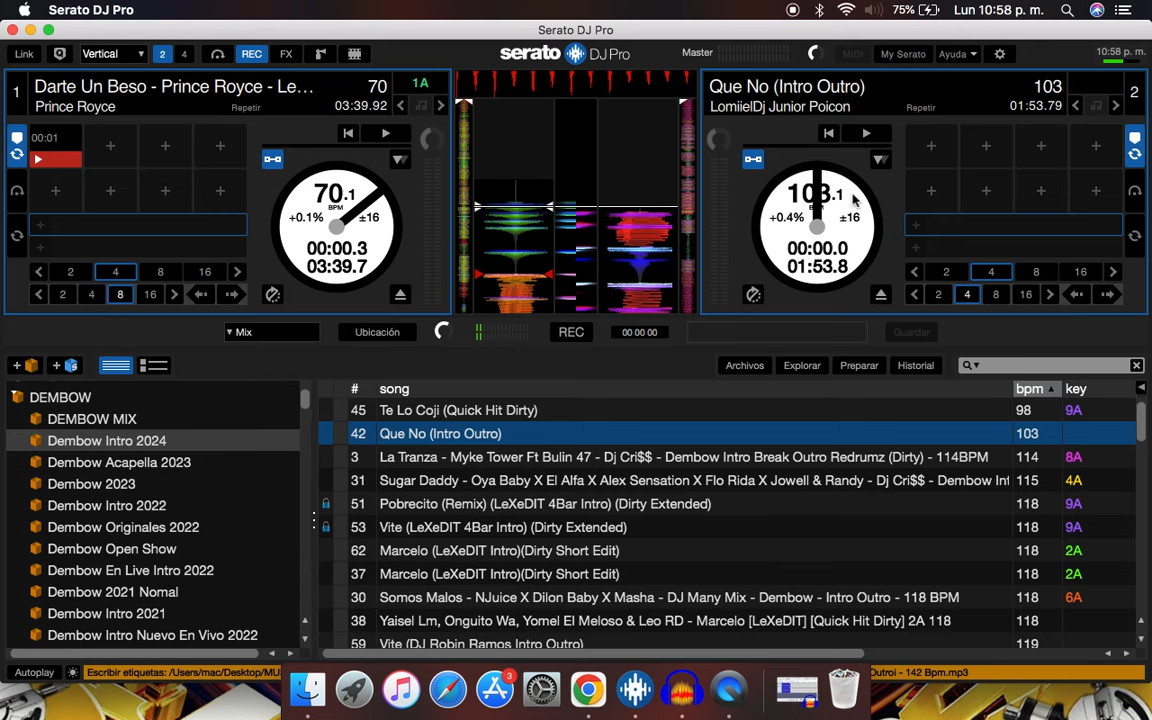 Serato DJ Pro
75%
Lun 10:58 p. m.
Serato DJ Pro
Link
Vertical
2
4
REC
FX
serato DJ Pro
Master
MIDI
My Serato
Ayuda
10:58 p. m.
1
Darte Un Beso - Prince Royce - Le...
70
1A
Prince Royce
Repetir
03:39.92
Que No (Intro Outro)
103
LomiielDj Junior Poicon
Repetir
01:53.79
2
00:01
70.1
BPM
+0.1%
±16
00:00.3
03:39.7
103.1
+0.4%
±16
00:00.0
01:53.8
2 4 8 16
2 4 8 16
2 4 8 16
2 4 8 16
Mix
Ubicación
REC
00 00 00
Guardar
Archivos
Explorar
Preparar
Historial
DEMBOW
DEMBOW MIX
Dembow Intro 2024
Dembow Acapella 2023
Dembow 2023
Dembow Intro 2022
Dembow Originales 2022
Dembow Open Show
Dembow En Live Intro 2022
Dembow 2021 Nomal
Dembow Intro 2021
Dembow Intro Nuevo En Vivo 2022
# song bpm key
45 Te Lo Coji (Quick Hit Dirty) 98 9A
42 Que No (Intro Outro) 103
3 La Tranza - Myke Tower Ft Bulin 47 - Dj Cri$$ - Dembow Intro Break Outro Redrumz (Dirty) - 114BPM 114 8A
31 Sugar Daddy - Oya Baby X El Alfa X Alex Sensation X Flo Rida X Jowell & Randy - Dj Cri$$ - Dembow Int 115 4A
51 Pobrecito (Remix) (LeXeDIT 4Bar Intro) (Dirty Extended) 118 9A
53 Vite (LeXeDIT 4Bar Intro) (Dirty Extended) 118 9A
62 Marcelo (LeXeDIT Intro)(Dirty Short Edit) 118 2A
37 Marcelo (LeXeDIT Intro)(Dirty Short Edit) 118 2A
30 Somos Malos - NJuice X Dilon Baby X Masha - DJ Many Mix - Dembow - Intro Outro - 118 BPM 118 6A
38 Yaisel Lm, Onguito Wa, Yomel El Meloso & Leo RD - Marcelo [LeXeDIT] [Quick Hit Dirty] 2A 118 118
59 Vite (DJ Robin Ramos Intro Outro) 119
Autoplay
Escribir etiquetas: /Users/mac/Desktop/MU
Outroi - 142 Bpm.mp3
3